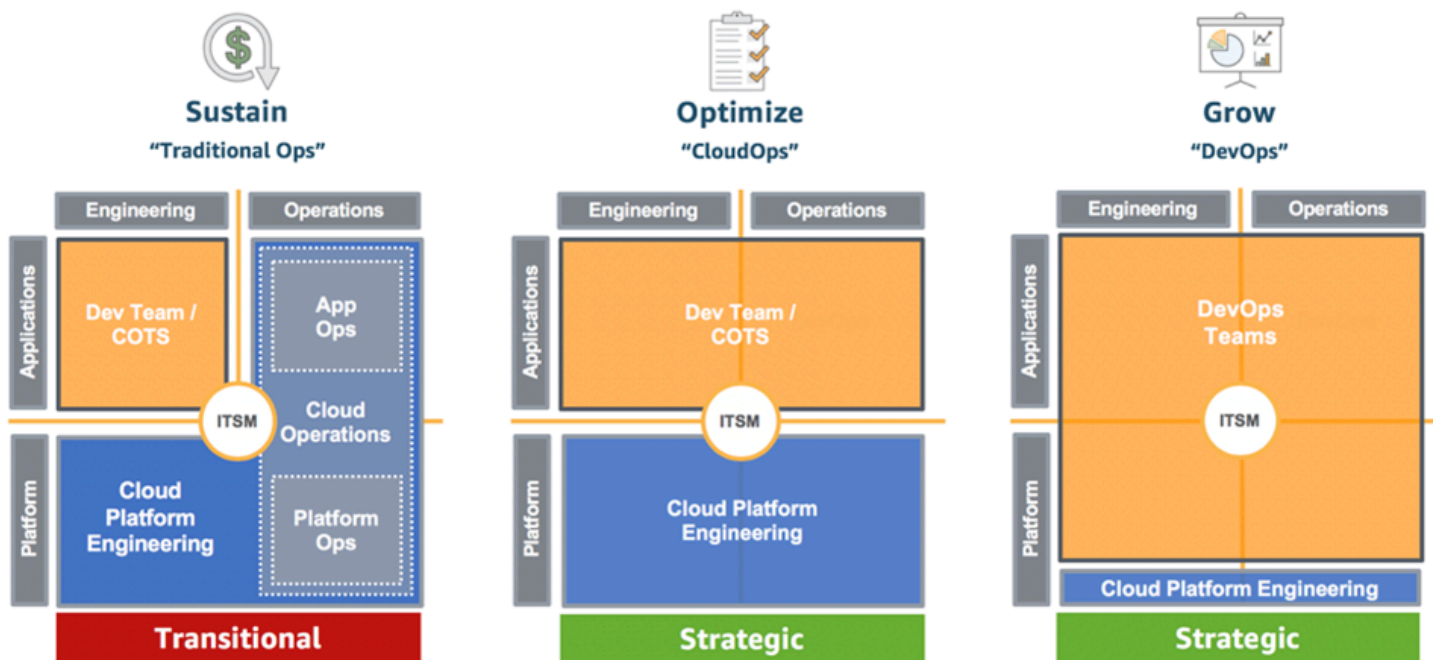 $
Sustain
“Traditional Ops”
Engineering
Operations
Applications
Platform
Dev Team /
COTS
App
Ops
ITSM
Cloud
Operations
Cloud
Platform
Engineering
Platform
Ops
Transitional
Optimize
“CloudOps”
Engineering
Operations
Applications
Platform
Dev Team /
COTS
ITSM
Cloud Platform
Engineering
Strategic
Grow
“DevOps”
Engineering
Operations
Applications
Platform
DevOps
Teams
ITSM
Cloud Platform Engineering
Strategic